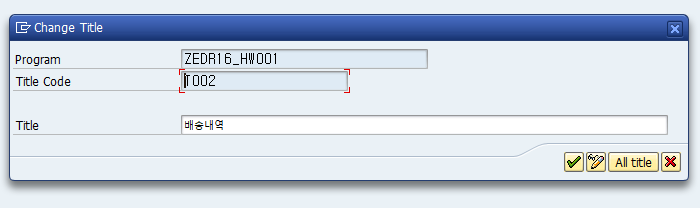 Change Title
Program ZEDR16_HW001
Title Code T002
Title 배송내역
All title